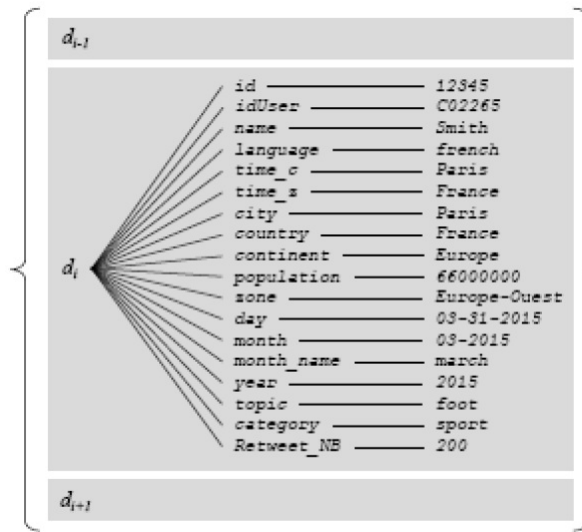 d_{i-1}
id 12345
idUser C02265
name Smith
language french
time_c Paris
time_z France
city Paris
country France
continent Europe
d_i
population 66000000
zone Europe-Ouest
day 03-31-2015
month 03-2015
month_name march
year 2015
topic foot
category sport
Retweet_NB 200
d_{i+1}